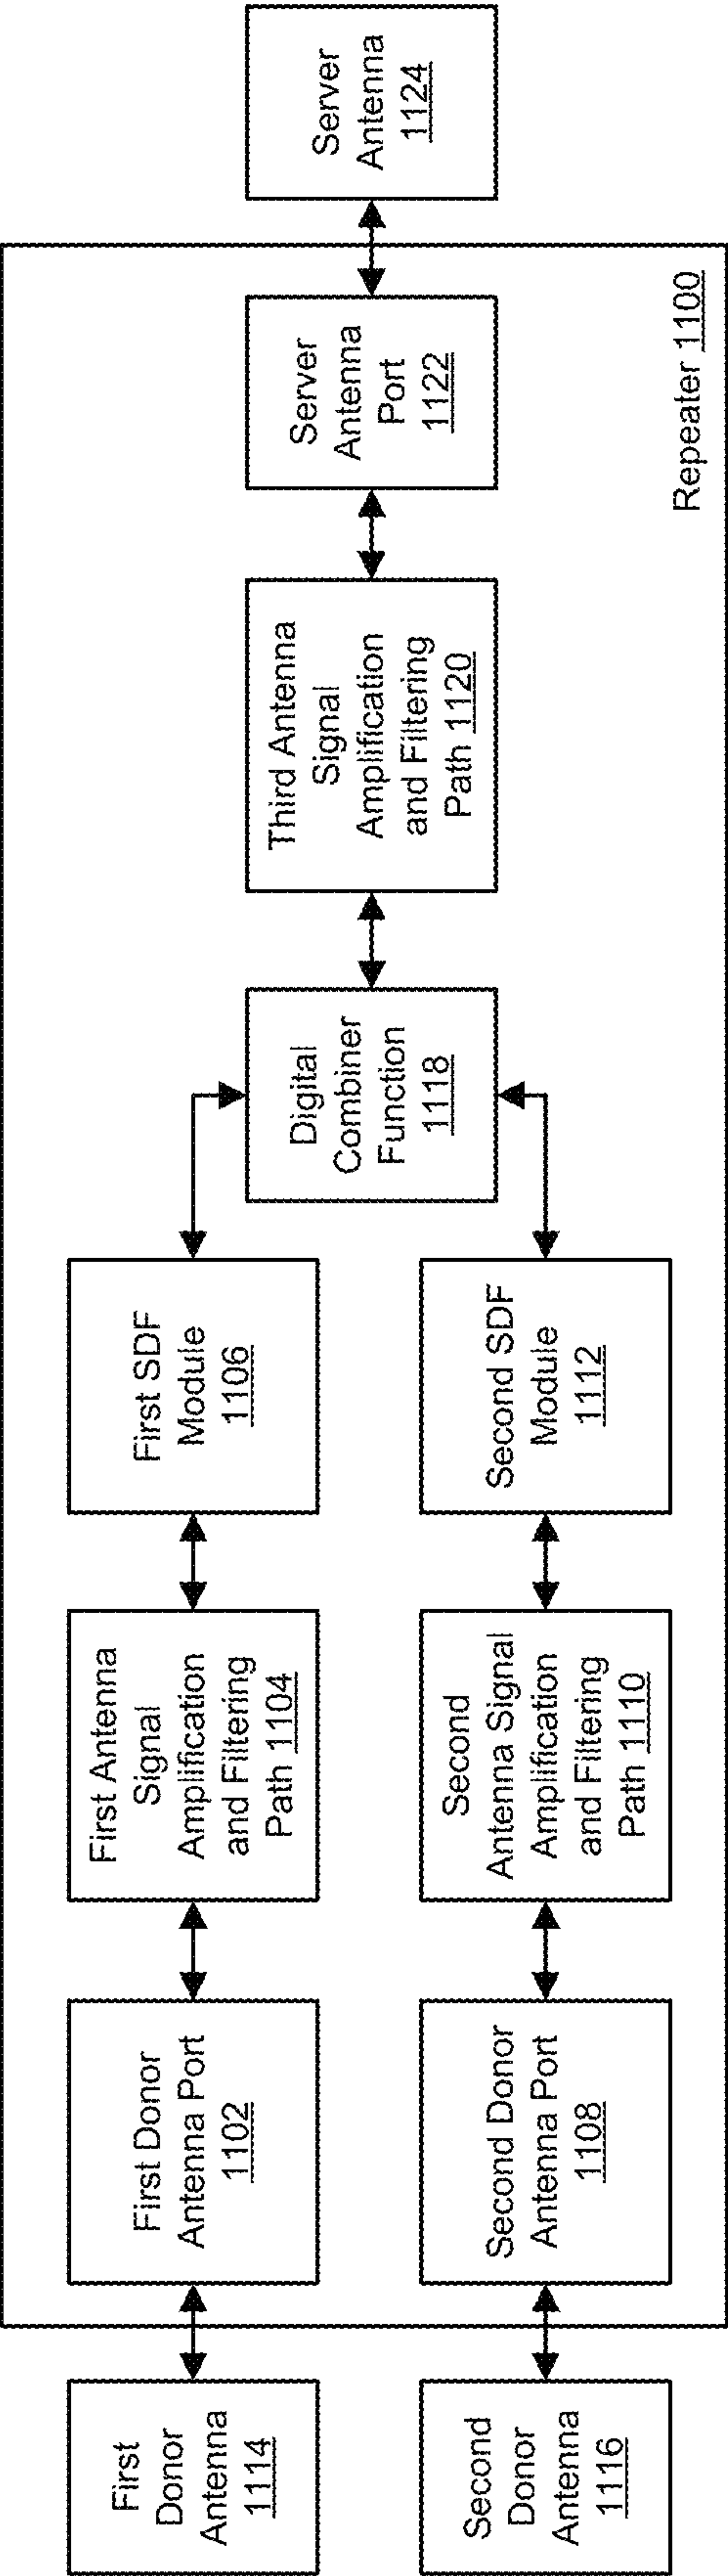 First
Donor
Antenna
1114
First Donor
Antenna Port
1102
First Antenna
Signal
Amplification
and Filtering
Path 1104
First SDF
Module
1106
Second
Donor
Antenna
1116
Second Donor
Antenna Port
1108
Second
Antenna Signal
Amplification
and Filtering
Path 1110
Second SDF
Module
1112
Digital
Combiner
Function
1118
Third Antenna
Signal
Amplification
and Filtering
Path 1120
Server
Antenna
Port
1122
Server
Antenna
1124
Repeater 1100